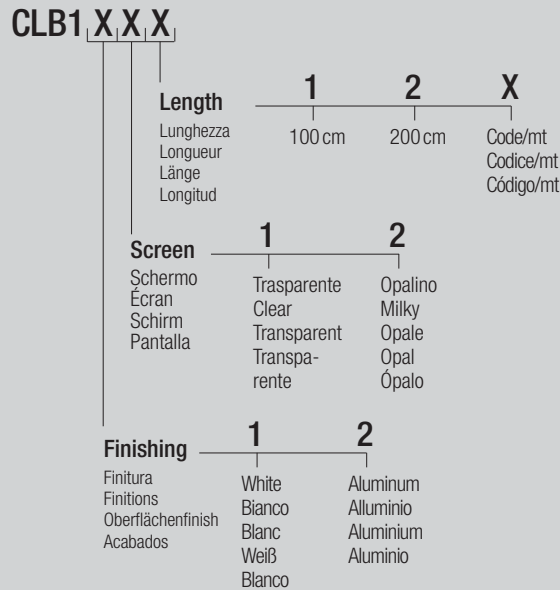 CLB1 X X X
Length 1 2 X
Lunghezza
Longueur
Länge
Longitud
100 cm 200 cm Code/mt
Codice/mt
Código/mt
Screen 1 2
Schermo
Écran
Schirm
Pantalla
Trasparente
Clear
Transparent
Transpa-
rente
Opalino
Milky
Opale
Opal
Ópalo
Finishing 1 2
Finitura
Finitions
Oberflächenfinish
Acabados
White
Bianco
Blanc
Weiß
Blanco
Aluminum
Alluminio
Aluminium
Aluminio